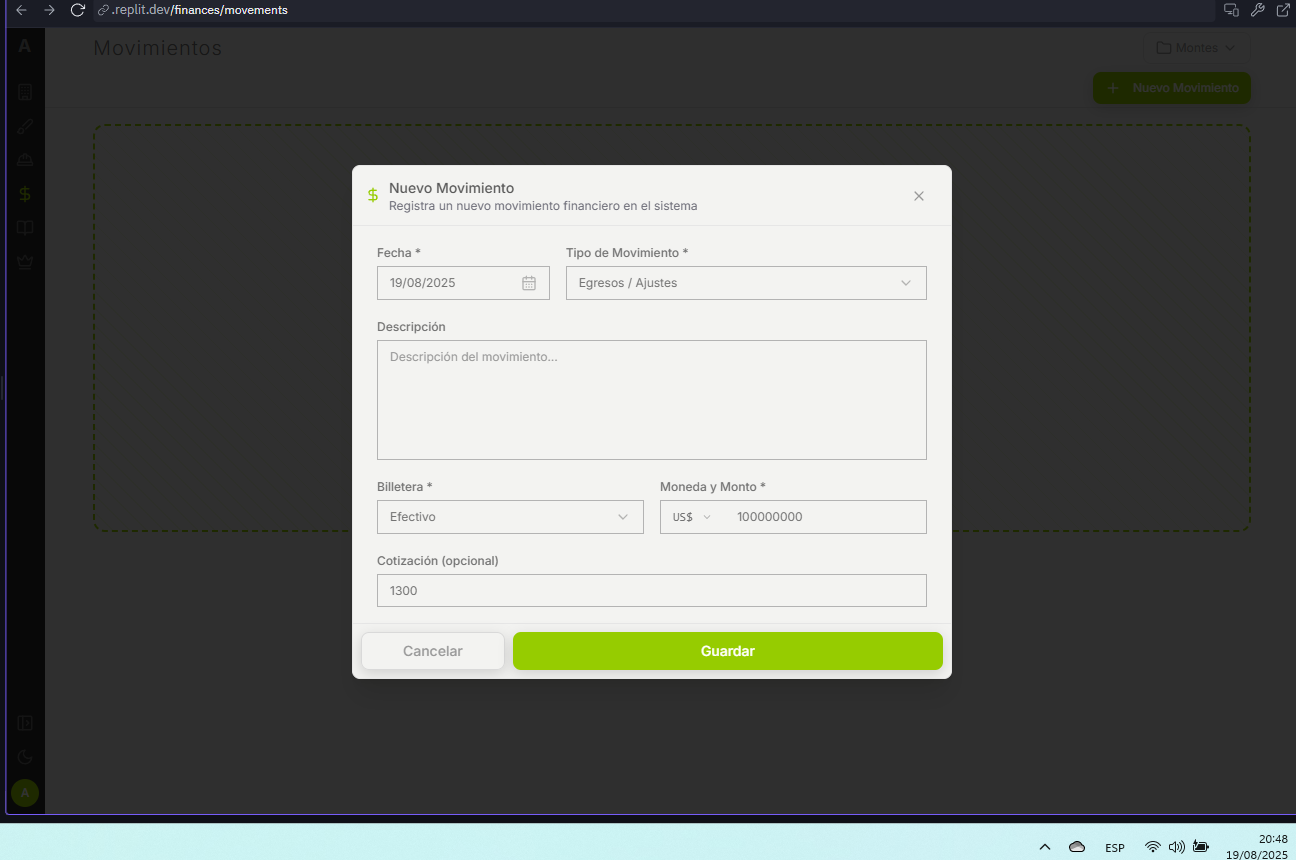 .replit.dev/finances/movements
A
Movimientos
Montes
+ Nuevo Movimiento
$ Nuevo Movimiento
Registra un nuevo movimiento financiero en el sistema
Fecha * Tipo de Movimiento *
19/08/2025 Egresos / Ajustes
Descripción
Descripción del movimiento...
Billetera * Moneda y Monto *
Efectivo US$ 100000000
Cotización (opcional)
1300
Cancelar Guardar
A
ESP
20:48
19/08/2025